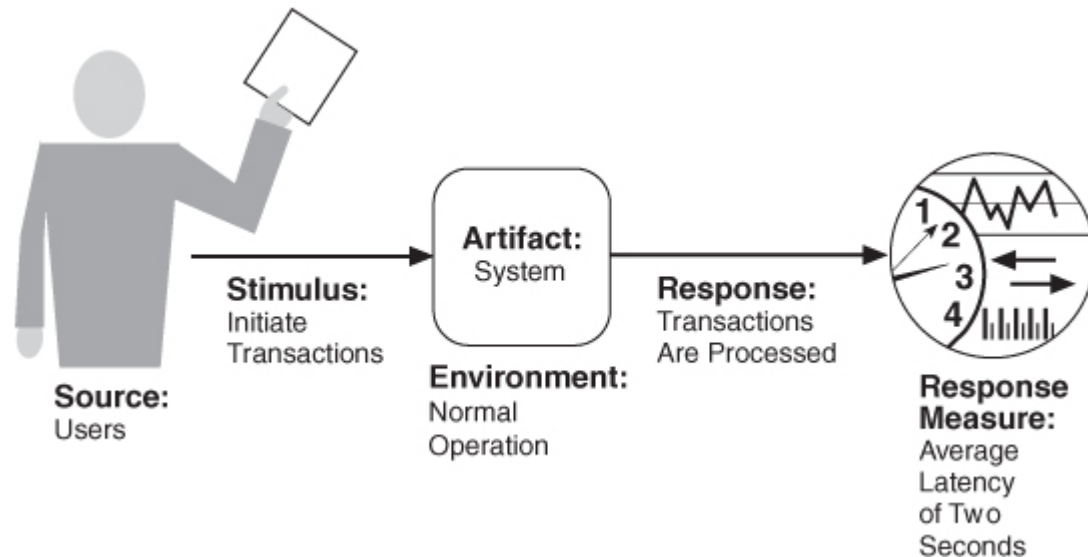 Source:
Users
Stimulus:
Initiate
Transactions
Artifact:
System
Environment:
Normal
Operation
Response:
Transactions
Are Processed
1
2
3
4
Response
Measure:
Average
Latency
of Two
Seconds